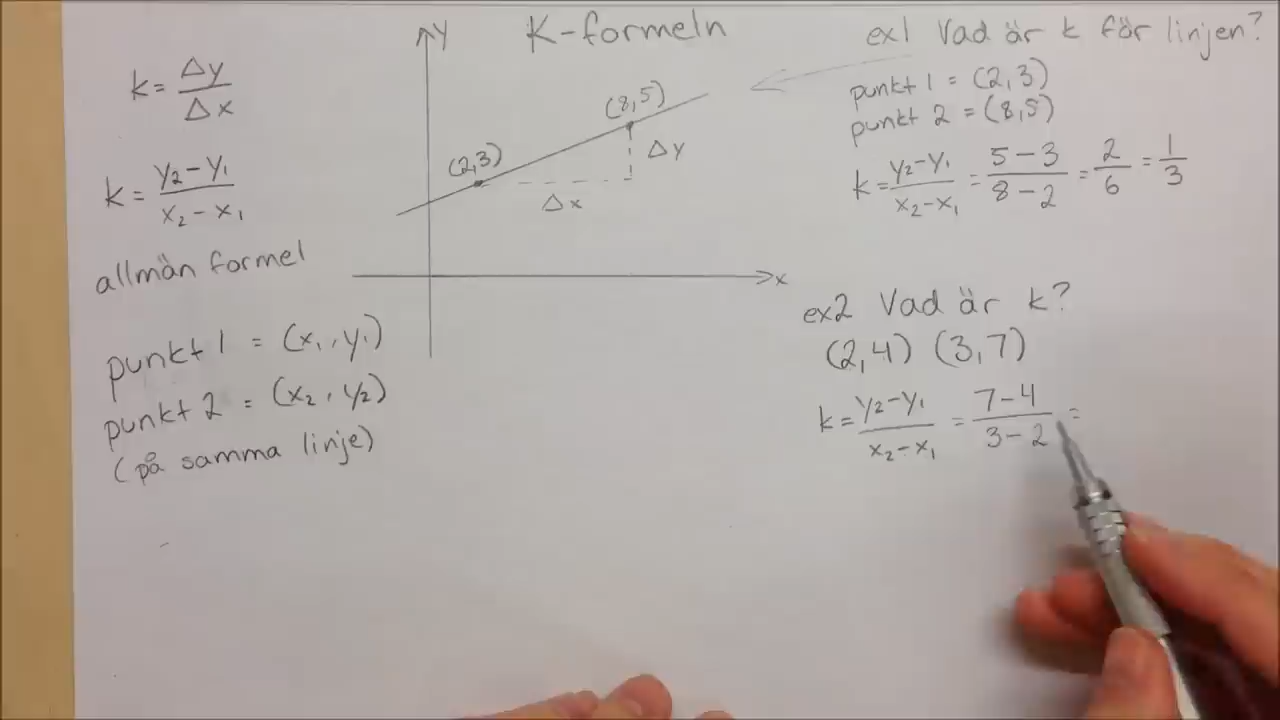 K-formeln
k = Δy/Δx
k = y₂-y₁/x₂-x₁
allmän formel
punkt 1 = (x₁, y₁)
punkt 2 = (x₂, y₂)
(på samma linje)
y
(8,5)
(2,3)
Δy
Δx
x
ex1 Vad är k för linjen?
punkt 1 = (2,3)
punkt 2 = (8,5)
k = y₂-y₁/x₂-x₁ = 5-3/8-2 = 2/6 = 1/3
ex2 Vad är k?
(2,4) (3,7)
k = y₂-y₁/x₂-x₁ = 7-4/3-2 =